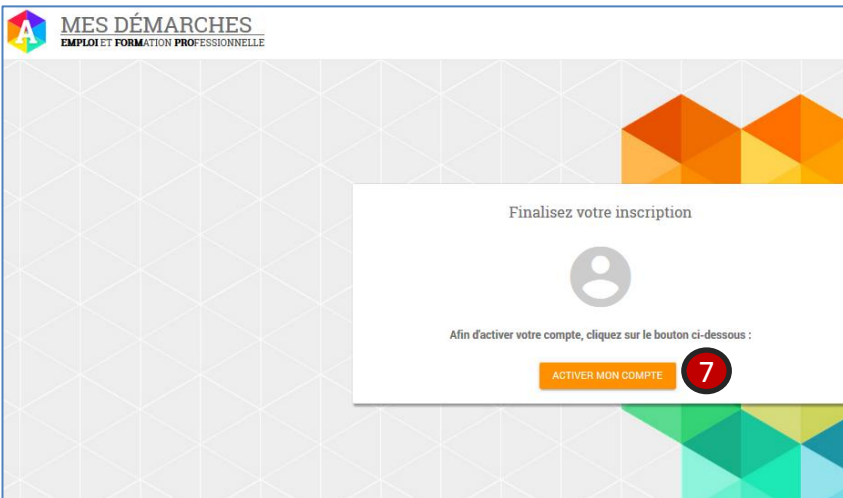 A
MES DÉMARCHES
EMPLOI ET FORMATION PROFESSIONNELLE
Finalisez votre inscription
Afin d'activer votre compte, cliquez sur le bouton ci-dessous :
ACTIVER MON COMPTE
7